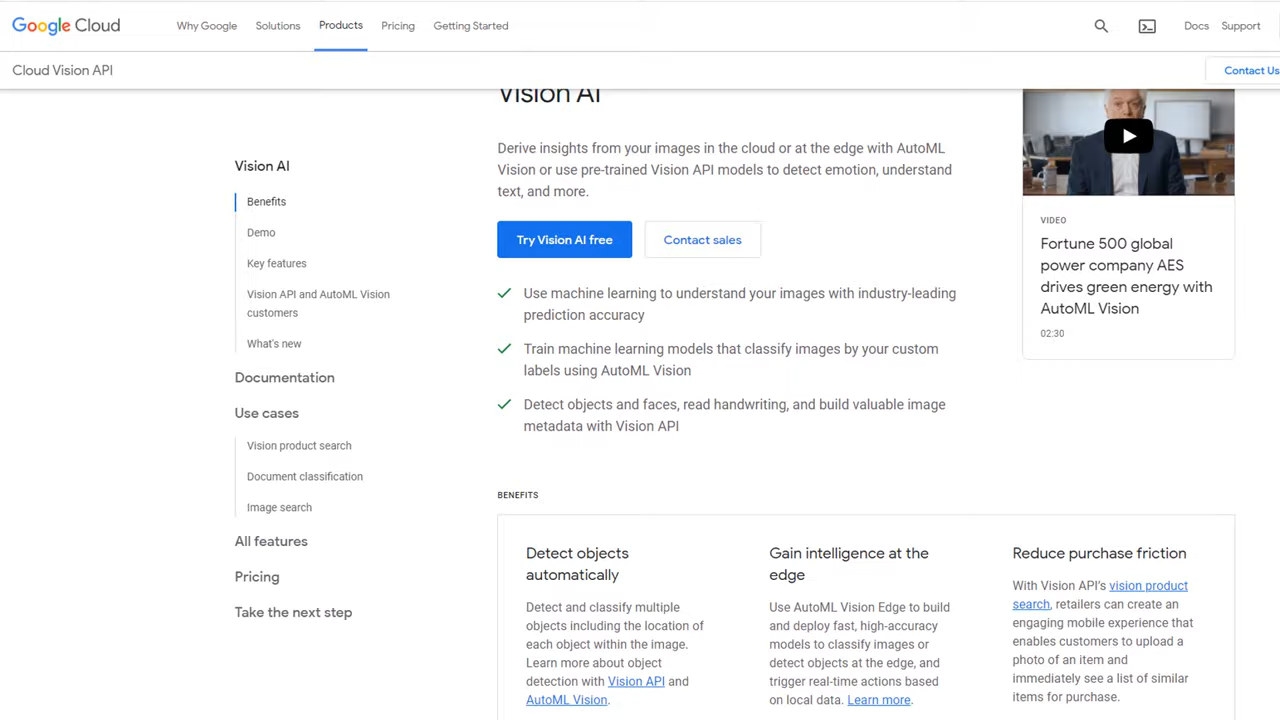 Google Cloud
Why Google
Solutions
Products
Pricing
Getting Started
Docs
Support
Cloud Vision API
Contact Us
Vision AI
Benefits
Demo
Key features
Vision API and AutoML Vision
customers
What's new
Documentation
Use cases
Vision product search
Document classification
Image search
All features
Pricing
Take the next step
Vision AI
Derive insights from your images in the cloud or at the edge with AutoML
Vision or use pre-trained Vision API models to detect emotion, understand
text, and more.
Try Vision AI free
Contact sales
Use machine learning to understand your images with industry-leading
prediction accuracy
Train machine learning models that classify images by your custom
labels using AutoML Vision
Detect objects and faces, read handwriting, and build valuable image
metadata with Vision API
VIDEO
Fortune 500 global
power company AES
drives green energy with
AutoML Vision
02:30
BENEFITS
Detect objects
automatically
Detect and classify multiple
objects including the location of
each object within the image.
Learn more about object
detection with Vision API and
AutoML Vision.
Gain intelligence at the
edge
Use AutoML Vision Edge to build
and deploy fast, high-accuracy
models to classify images or
detect objects at the edge, and
trigger real-time actions based
on local data. Learn more.
Reduce purchase friction
With Vision API's vision product
search, retailers can create an
engaging mobile experience that
enables customers to upload a
photo of an item and
immediately see a list of similar
items for purchase.